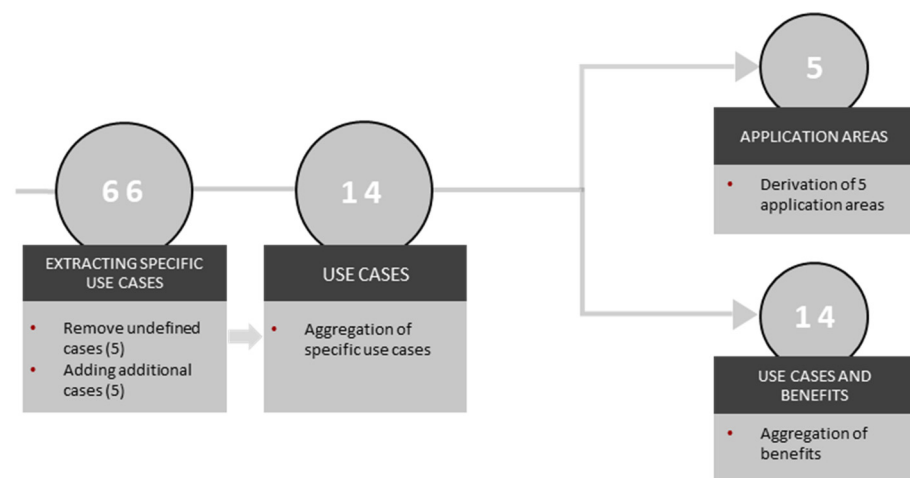 66
EXTRACTING SPECIFIC
USE CASES
• Remove undefined
cases (5)
• Adding additional
cases (5)
14
USE CASES
• Aggregation of
specific use cases
5
APPLICATION AREAS
• Derivation of 5
application areas
14
USE CASES AND
BENEFITS
• Aggregation of
benefits